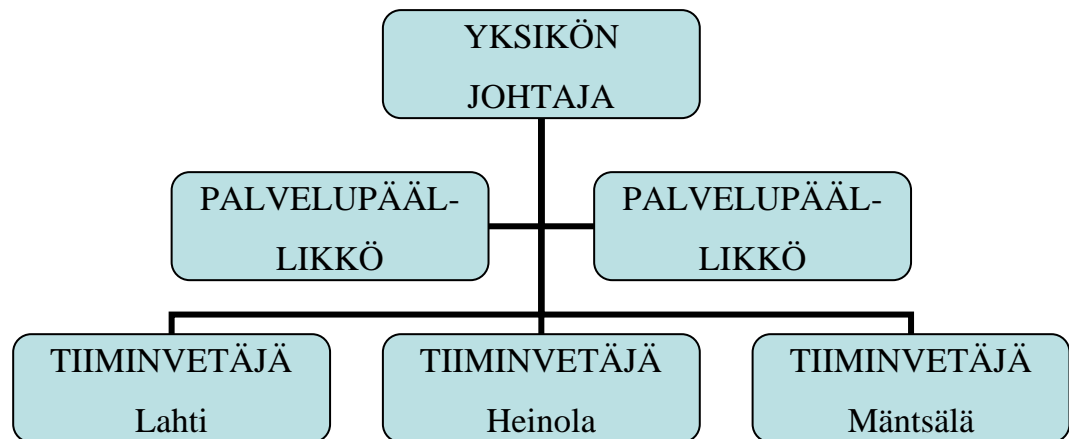 YKSIKÖN
JOHTAJA
PALVELUPÄÄL-
LIKKÖ
PALVELUPÄÄL-
LIKKÖ
TIIMINVETÄJÄ
Lahti
TIIMINVETÄJÄ
Heinola
TIIMINVETÄJÄ
Mäntsälä